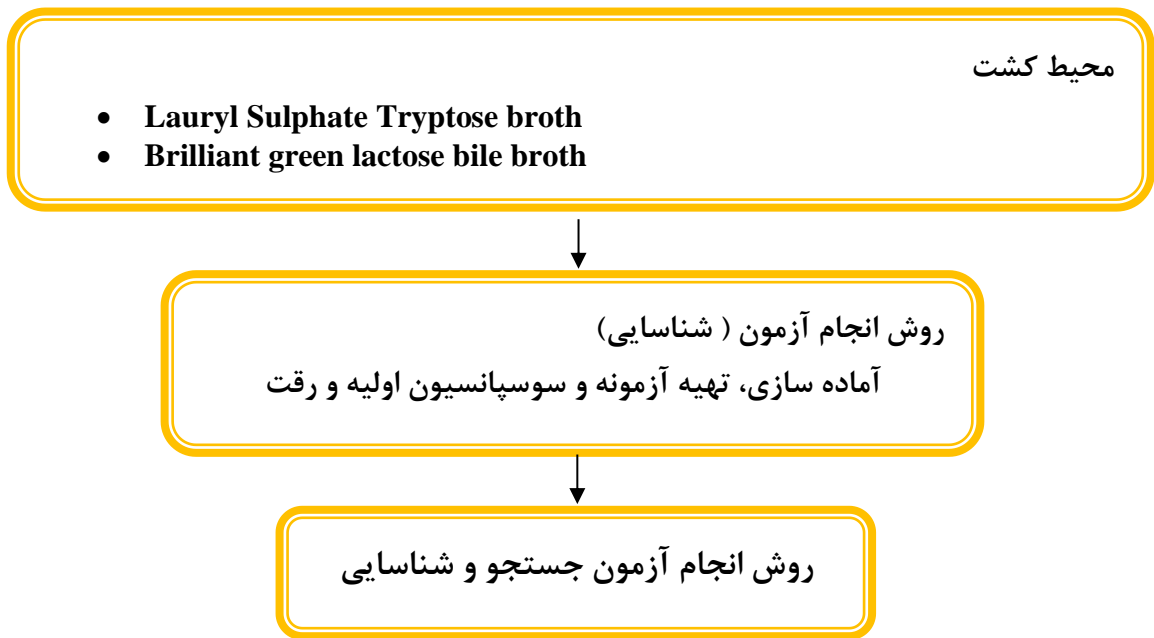 محیط کشت
• Lauryl Sulphate Tryptose broth
• Brilliant green lactose bile broth
روش انجام آزمون ( شناسایی)
آماده سازی، تهیه آزمونه و سوسپانسیون اولیه و رقت
روش انجام آزمون جستجو و شناسایی